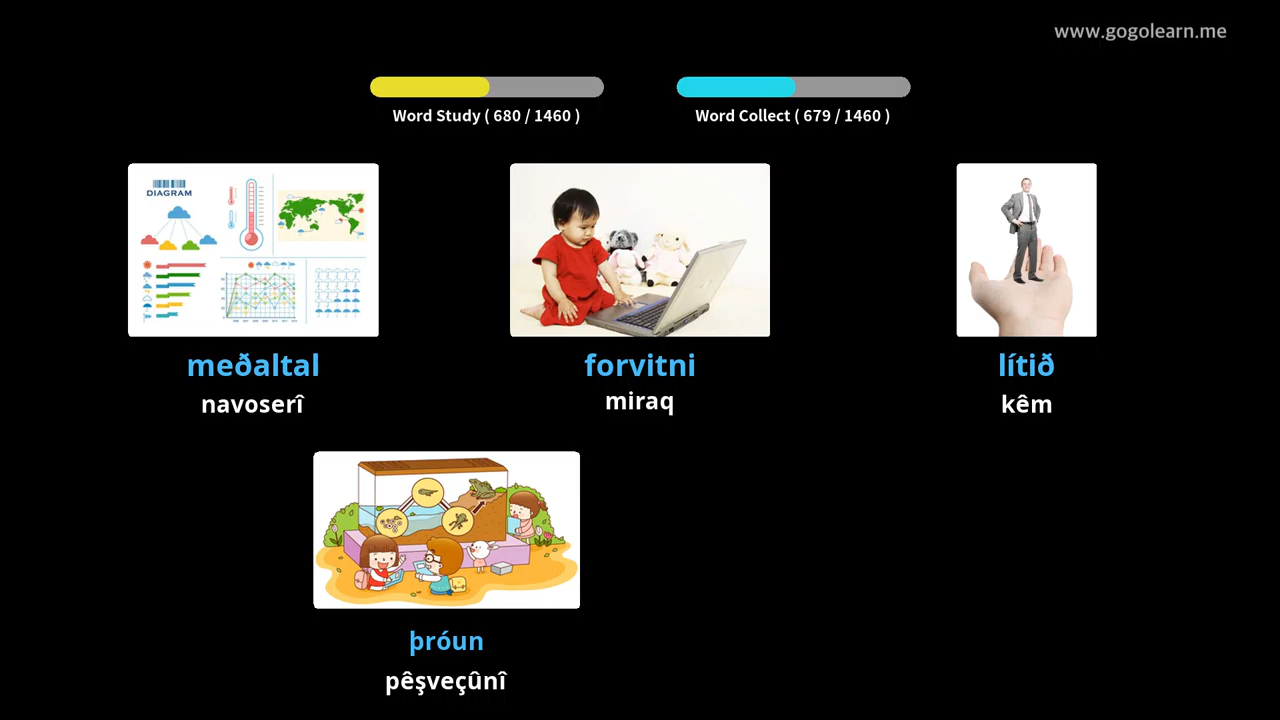 www.gogolearn.me
Word Study ( 680 / 1460 )
Word Collect ( 679 / 1460 )
DIAGRAM
meðaltal
navoserî
forvitni
miraq
lítið
kêm
þróun
pêşveçûnî